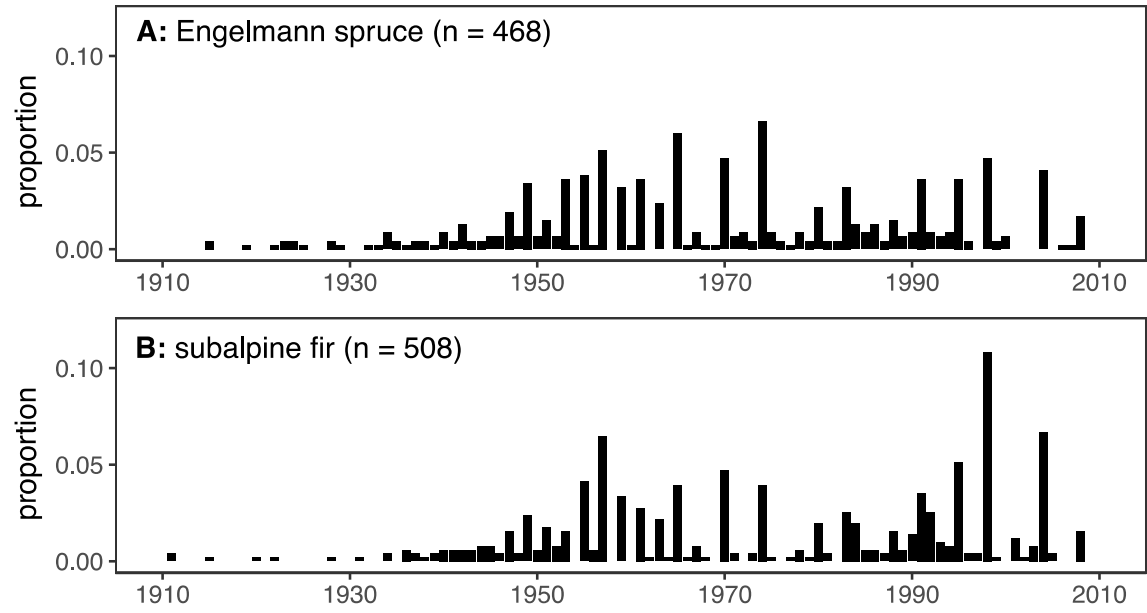 A: Engelmann spruce (n = 468)
proportion
0.10
0.05
0.00
1910 1930 1950 1970 1990 2010
B: subalpine fir (n = 508)
proportion
0.10
0.05
0.00
1910 1930 1950 1970 1990 2010